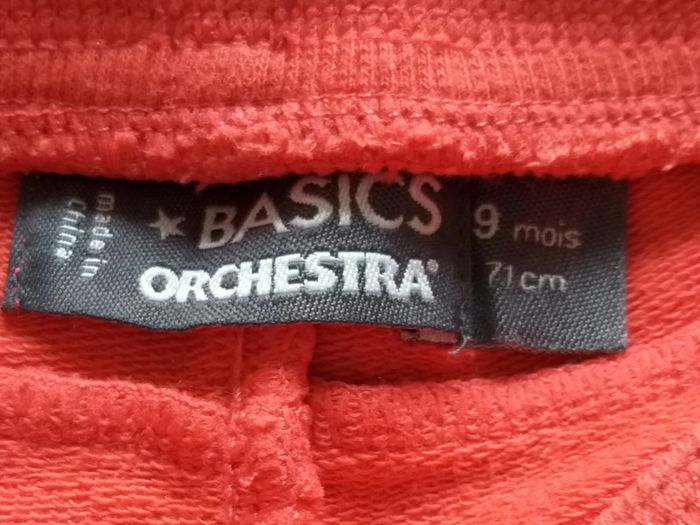 made in
China
BASICS
ORCHESTRA®
9 mois
71 cm